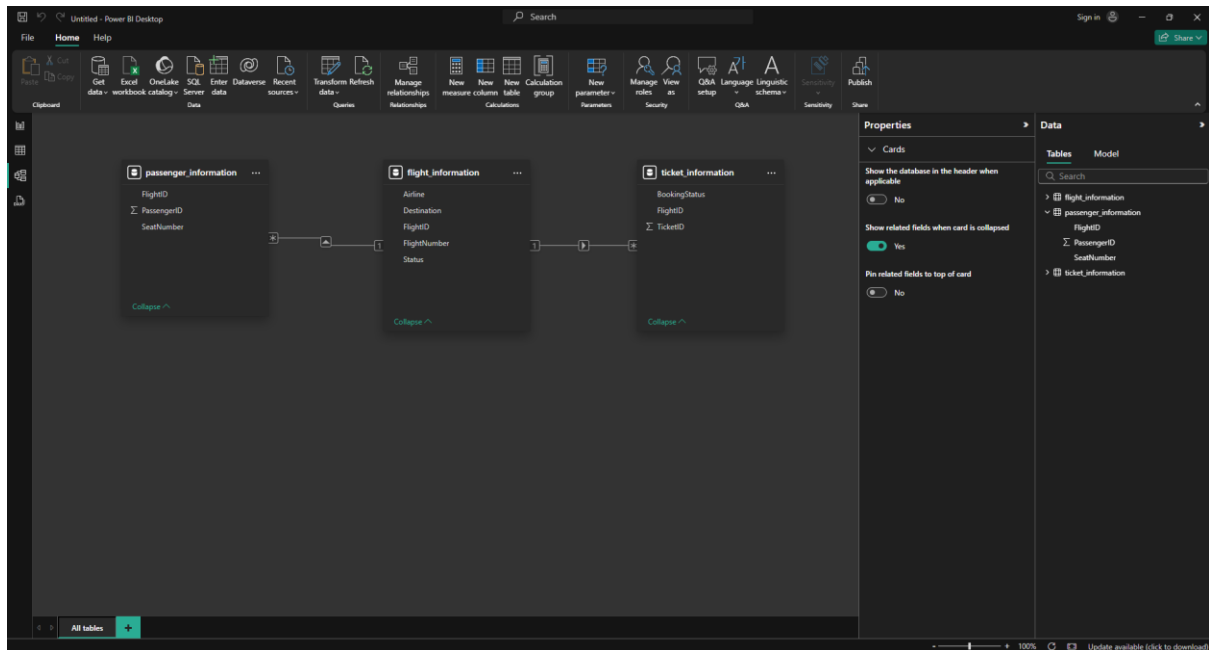 Untitled - Power BI Desktop
Search
Sign in
File Home Help
Share
Paste
Cut
Copy
Get data
Excel workbook
OneLake catalog
SQL Server
Enter data
Dataverse
Recent sources
Transform data
Refresh
Manage relationships
New measure
New column
New table
Calculation group
New parameter
Manage roles
View as
Q&A setup
Language
Linguistic schema
Sensitivity
Publish
Clipboard
Data
Queries
Relationships
Calculations
Parameters
Security
Q&A
Sensitivity
Share
passenger_information
FlightID
Σ PassengerID
SeatNumber
Collapse
* 1
flight_information
Airline
Destination
FlightID
FlightNumber
Status
Collapse
1 *
ticket_information
BookingStatus
FlightID
Σ TicketID
Collapse
Properties
Cards
Show the database in the header when
applicable
No
Show related fields when card is collapsed
Yes
Pin related fields to top of card
No
Data
Tables Model
Search
flight_information
passenger_information
FlightID
Σ PassengerID
SeatNumber
ticket_information
All tables +
- + 100%
Update available (click to download)